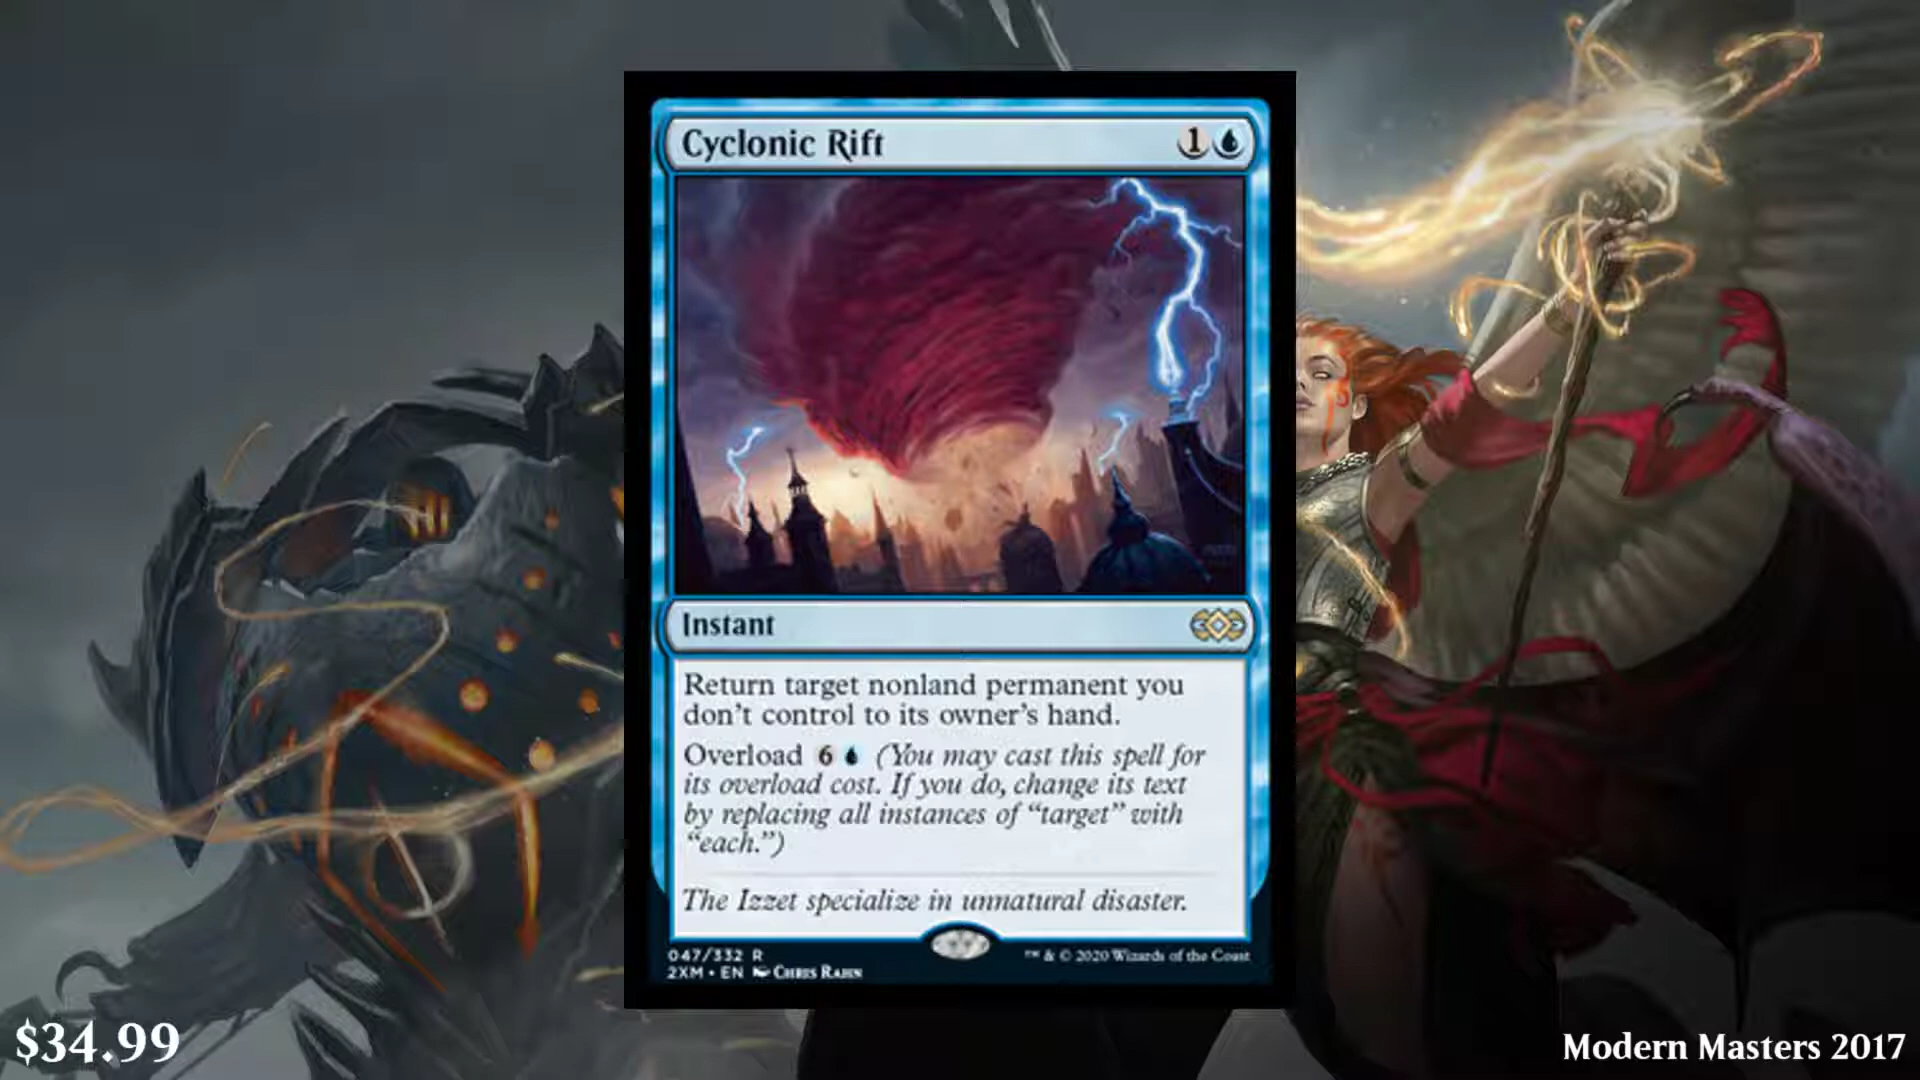 Cyclonic Rift 1
Instant
Return target nonland permanent you
don't control to its owner's hand.
Overload 6 (You may cast this spell for
its overload cost. If you do, change its text
by replacing all instances of "target" with
"each.")
The Izzet specialize in unnatural disaster.
047/332 R
2XM • EN Chris Rahn
™ & © 2020 Wizards of the Coast
$34.99
Modern Masters 2017